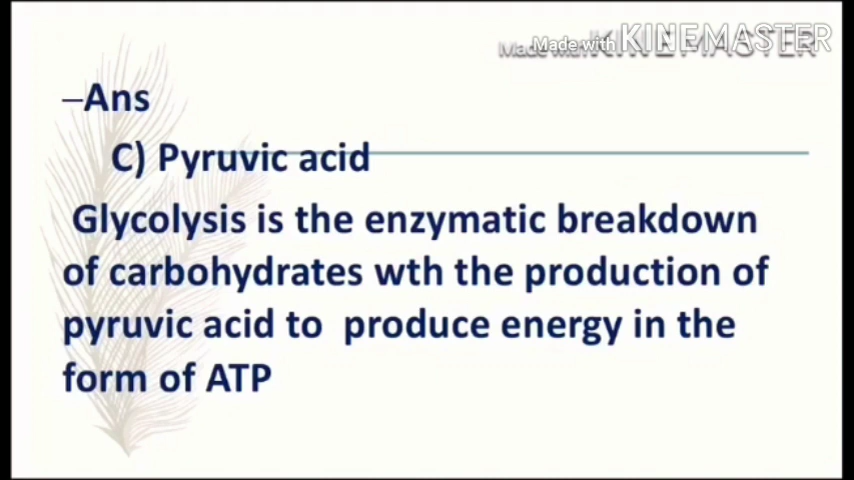 Made with KINEMASTER
–Ans
C) Pyruvic acid
Glycolysis is the enzymatic breakdown
of carbohydrates wth the production of
pyruvic acid to produce energy in the
form of ATP